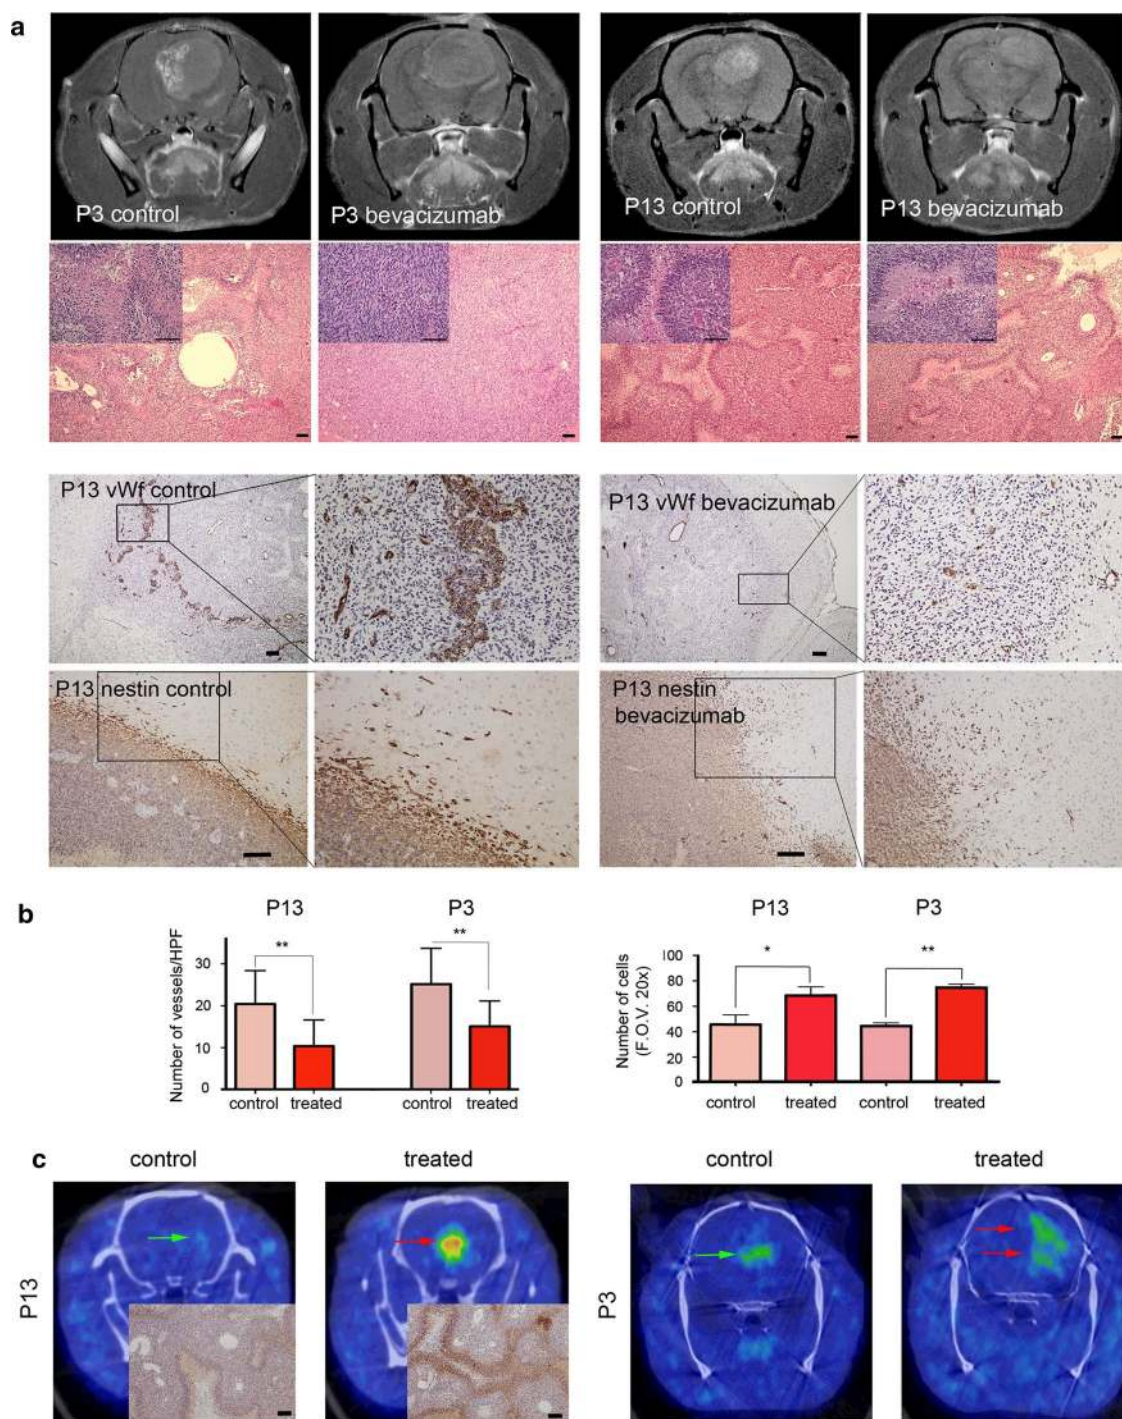 a
P3 control
P3 bevacizumab
P13 control
P13 bevacizumab
P13 vWf control
P13 vWf bevacizumab
P13 nestin control
P13 nestin
bevacizumab
b
P13
P3
Number of vessels/HPF
30
20
10
0
**
**
control
treated
control
treated
P13
P3
Number of cells
(F.O.V. 20x)
100
80
60
40
20
0
*
**
control
treated
control
treated
c
control
treated
control
treated
P13
P3